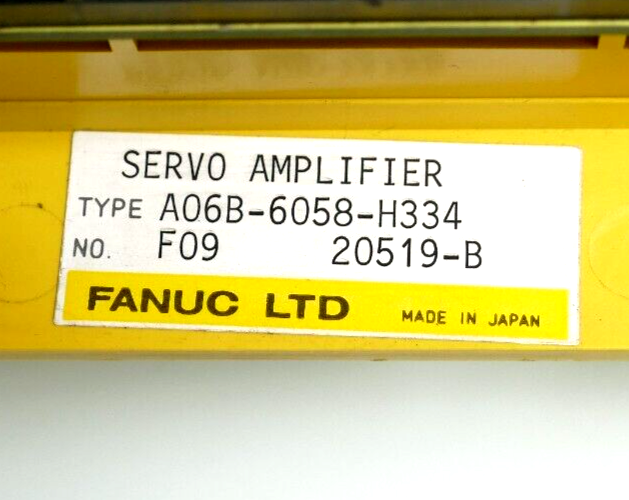 SERVO AMPLIFIER
TYPE A06B-6058-H334
NO. F09 20519-B
FANUC LTD MADE IN JAPAN